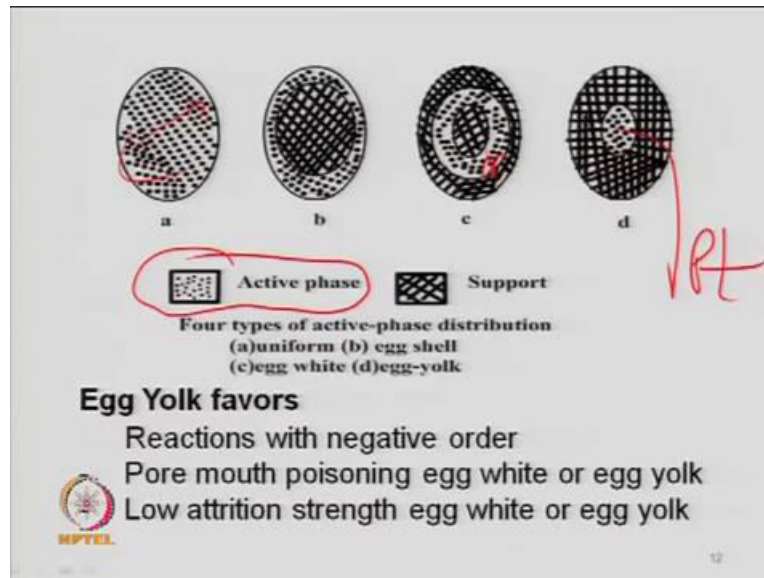 a b c d
Pt
Active phase Support
Four types of active-phase distribution
(a)uniform (b) egg shell
(c)egg white (d)egg-yolk
Egg Yolk favors
Reactions with negative order
Pore mouth poisoning egg white or egg yolk
Low attrition strength egg white or egg yolk
NPTEL
12